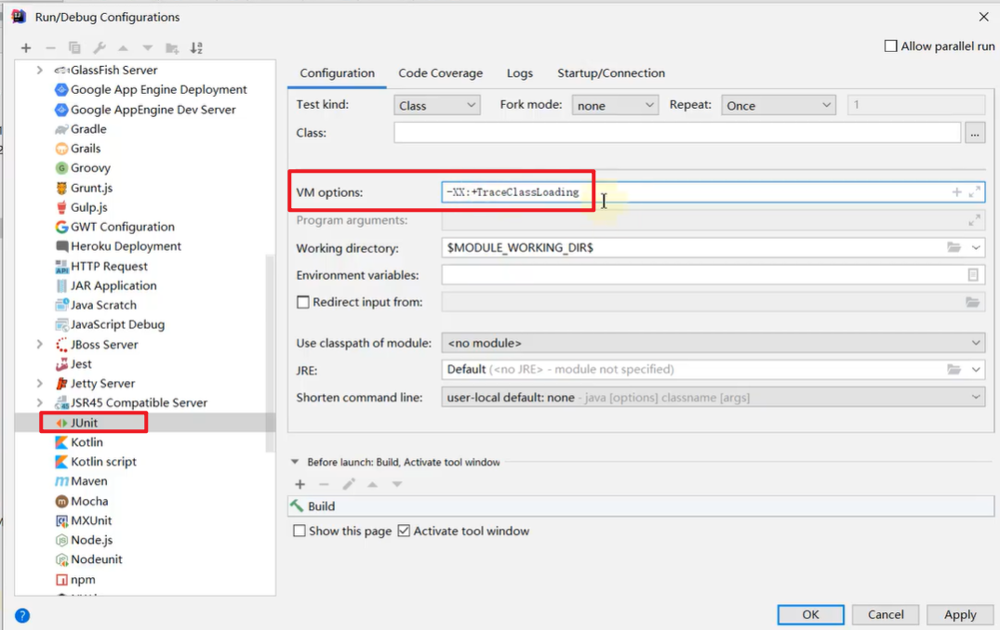 Run/Debug Configurations
Allow parallel run
GlassFish Server
Google App Engine Deployment
Google AppEngine Dev Server
Gradle
Grails
Groovy
Grunt.js
Gulp.js
GWT Configuration
Heroku Deployment
HTTP Request
JAR Application
Java Scratch
JavaScript Debug
JBoss Server
Jest
Jetty Server
JSR45 Compatible Server
JUnit
Kotlin
Kotlin script
Maven
Mocha
MXUnit
Node.js
Nodeunit
npm
Configuration Code Coverage Logs Startup/Connection
Test kind: Class Fork mode: none Repeat: Once 1
Class: ...
VM options: -XX:+TraceClassLoading
Program arguments:
Working directory: $MODULE_WORKING_DIR$
Environment variables:
Redirect input from:
Use classpath of module: <no module>
JRE: Default (<no JRE> - module not specified)
Shorten command line: user-local default: none - java [options] classname [args]
Before launch: Build, Activate tool window
Build
Show this page Activate tool window
? OK Cancel Apply